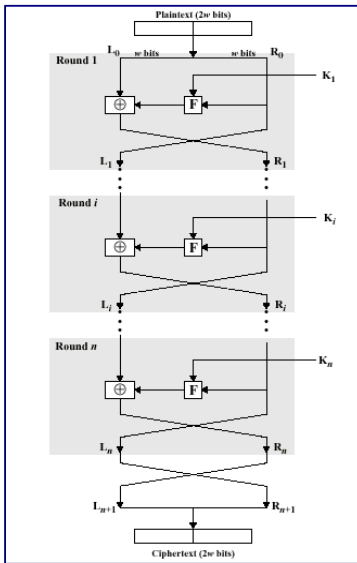 Plaintext (2w bits)
L0 w bits w bits R0
Round 1
K1
⊕ F
L1 R1
Round i
Ki
⊕ F
Li Ri
Round n
Kn
⊕ F
Ln Rn
Ln+1 Rn+1
Ciphertext (2w bits)